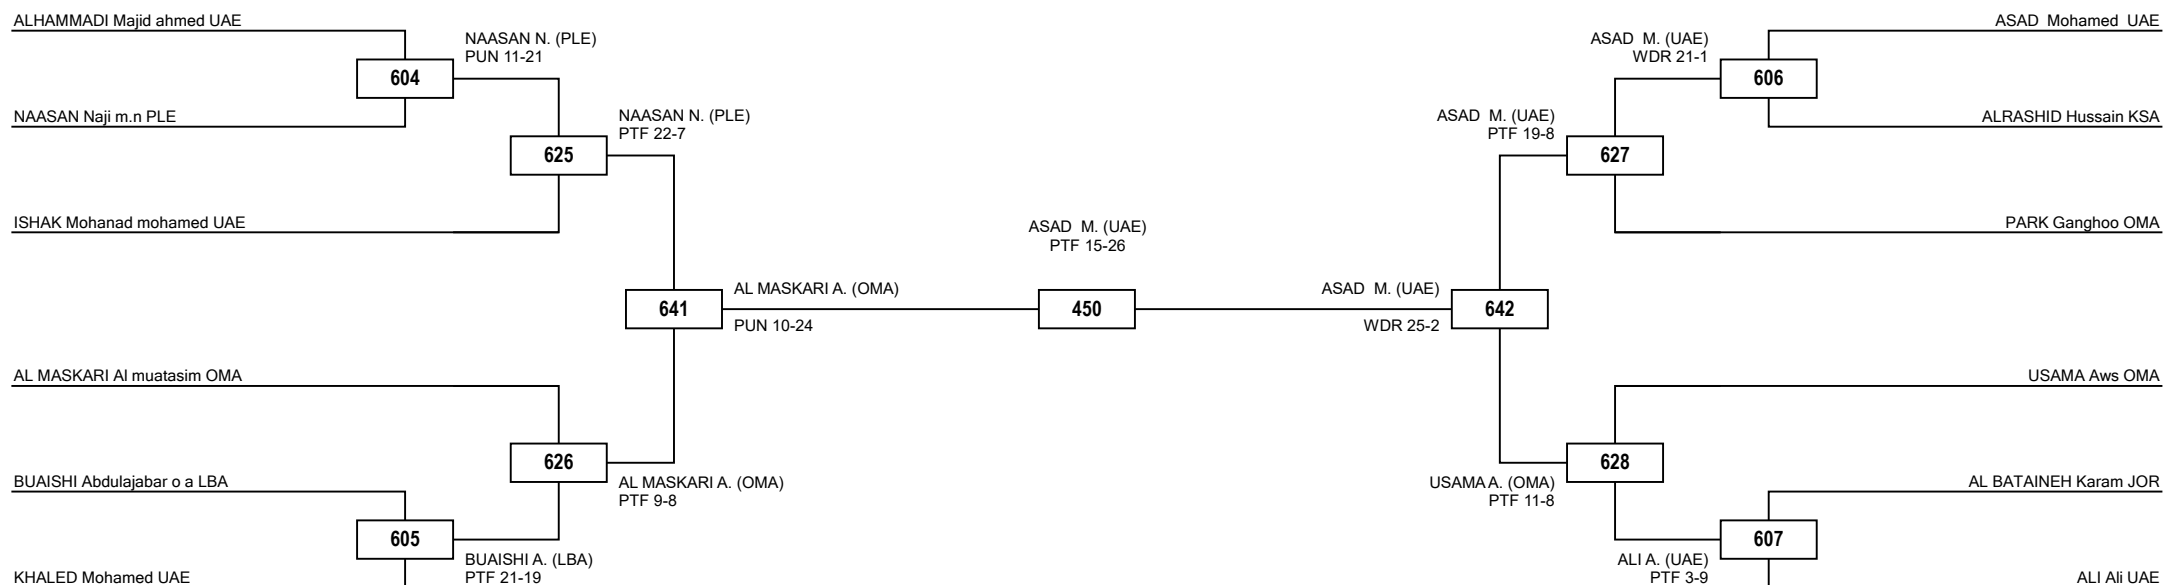 ALHAMMADI Majid ahmed UAE
ASAD  Mohamed  UAE
NAASAN N. (PLE)
PUN 11-21
ASAD  M. (UAE)
WDR 21-1
604
606
NAASAN Naji m.n PLE
NAASAN N. (PLE)
PTF 22-7
ASAD  M. (UAE)
PTF 19-8
ALRASHID Hussain KSA
625
627
ISHAK Mohanad mohamed UAE
ASAD  M. (UAE)
PTF 15-26
PARK Ganghoo OMA
641
AL MASKARI A. (OMA)
PUN 10-24
450
ASAD  M. (UAE)
WDR 25-2
642
AL MASKARI Al muatasim OMA
USAMA Aws OMA
626
628
BUAISHI Abdulajabar o a LBA
AL MASKARI A. (OMA)
PTF 9-8
USAMA A. (OMA)
PTF 11-8
AL BATAINEH Karam JOR
605
607
BUAISHI A. (LBA)
PTF 21-19
ALI A. (UAE)
PTF 3-9
KHALED Mohamed UAE
ALI Ali UAE